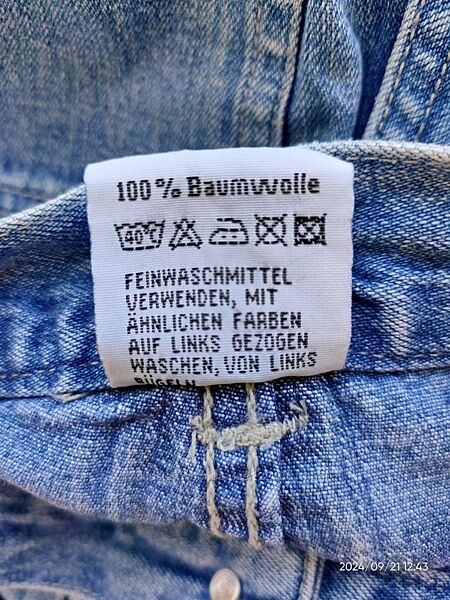 100% Baumwolle
40°
FEINWASCHMITTEL
VERWENDEN, MIT
ÄHNLICHEN FARBEN
AUF LINKS GEZOGEN
WASCHEN, VON LINKS
BÜGELN
2024/09/21 12:43